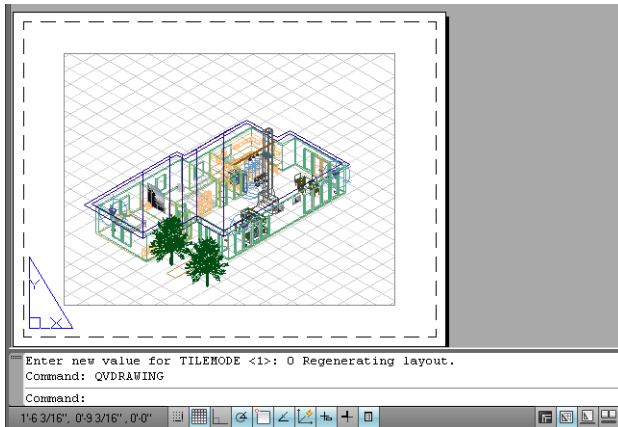 Y
X
Enter new value for TILEMODE <1>: 0 Regenerating layout.
Command: QVDRAWING
Command:
1'-6 3/16", 0'-9 3/16" , 0'-0"